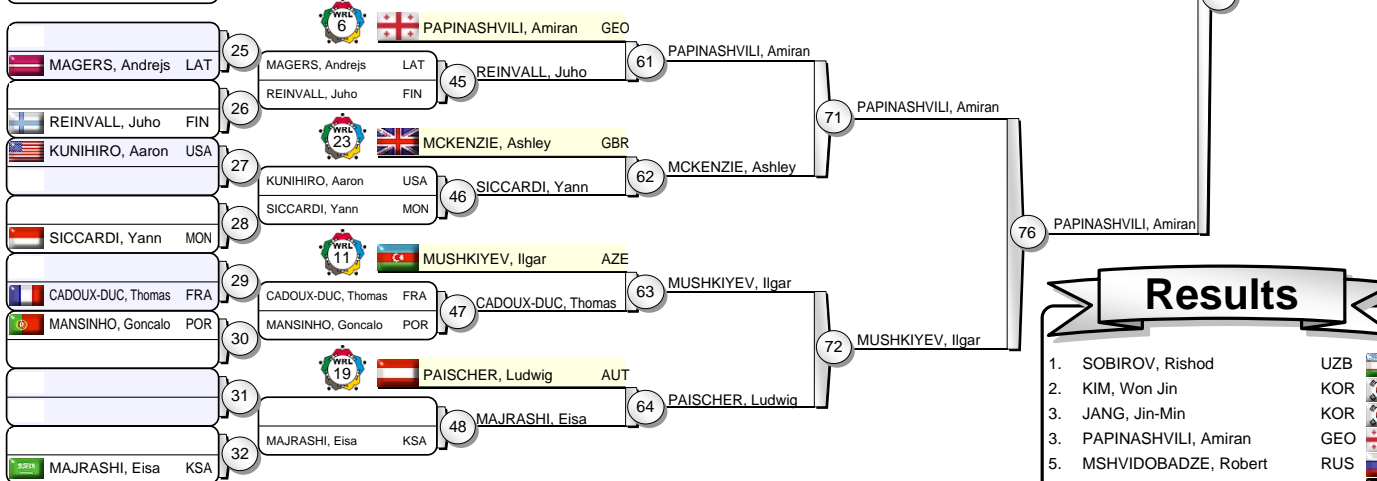 WRL
6
PAPINASHVILI, Amiran GEO
25
MAGERS, Andrejs LAT
MAGERS, Andrejs LAT
REINVALL, Juho FIN
45
REINVALL, Juho
61
PAPINASHVILI, Amiran
26
REINVALL, Juho FIN
WRL
23
MCKENZIE, Ashley GBR
71
PAPINASHVILI, Amiran
KUNIHIRO, Aaron USA
27
KUNIHIRO, Aaron USA
SICCARDI, Yann MON
46
SICCARDI, Yann
62
MCKENZIE, Ashley
28
SICCARDI, Yann MON
76
PAPINASHVILI, Amiran
WRL
11
MUSHKIYEV, Ilgar AZE
29
CADOUX-DUC, Thomas FRA
CADOUX-DUC, Thomas FRA
MANSINHO, Goncalo POR
47
CADOUX-DUC, Thomas
63
MUSHKIYEV, Ilgar
MANSINHO, Goncalo POR
30
72
MUSHKIYEV, Ilgar
WRL
19
PAISCHER, Ludwig AUT
31
64
PAISCHER, Ludwig
48
MAJRASHI, Eisa
MAJRASHI, Eisa KSA
32
MAJRASHI, Eisa KSA
Results
1. SOBIROV, Rishod UZB
2. KIM, Won Jin KOR
3. JANG, Jin-Min KOR
3. PAPINASHVILI, Amiran GEO
5. MSHVIDOBADZE, Robert RUS